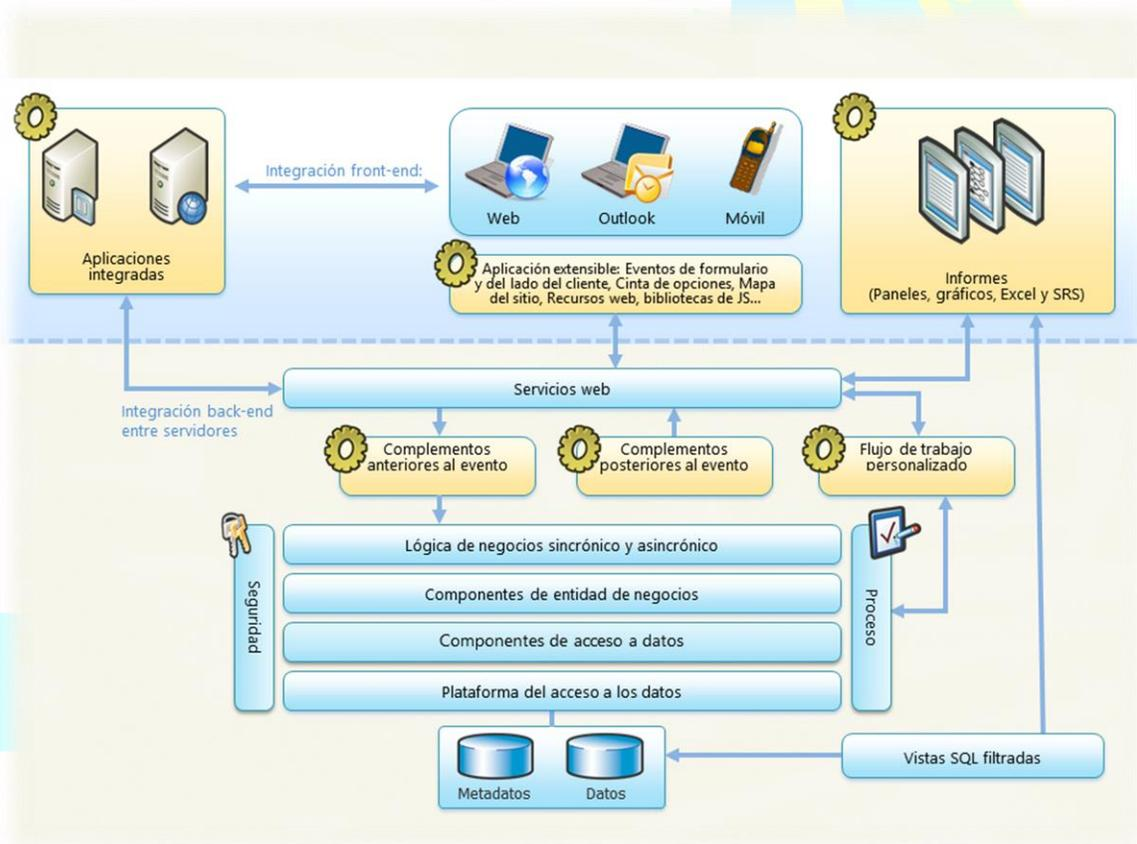 Integración front-end:
Web
Outlook
Móvil
Aplicaciones
integradas
Aplicación extensible: Eventos de formulario
y del lado del cliente, Cinta de opciones, Mapa
del sitio, Recursos web, bibliotecas de JS...
Informes
(Paneles, gráficos, Excel y SRS)
Servicios web
Integración back-end
entre servidores
Complementos
anteriores al evento
Complementos
posteriores al evento
Flujo de trabajo
personalizado
Seguridad
Lógica de negocios sincrónico y asincrónico
Componentes de entidad de negocios
Componentes de acceso a datos
Plataforma del acceso a los datos
Proceso
Metadatos
Datos
Vistas SQL filtradas